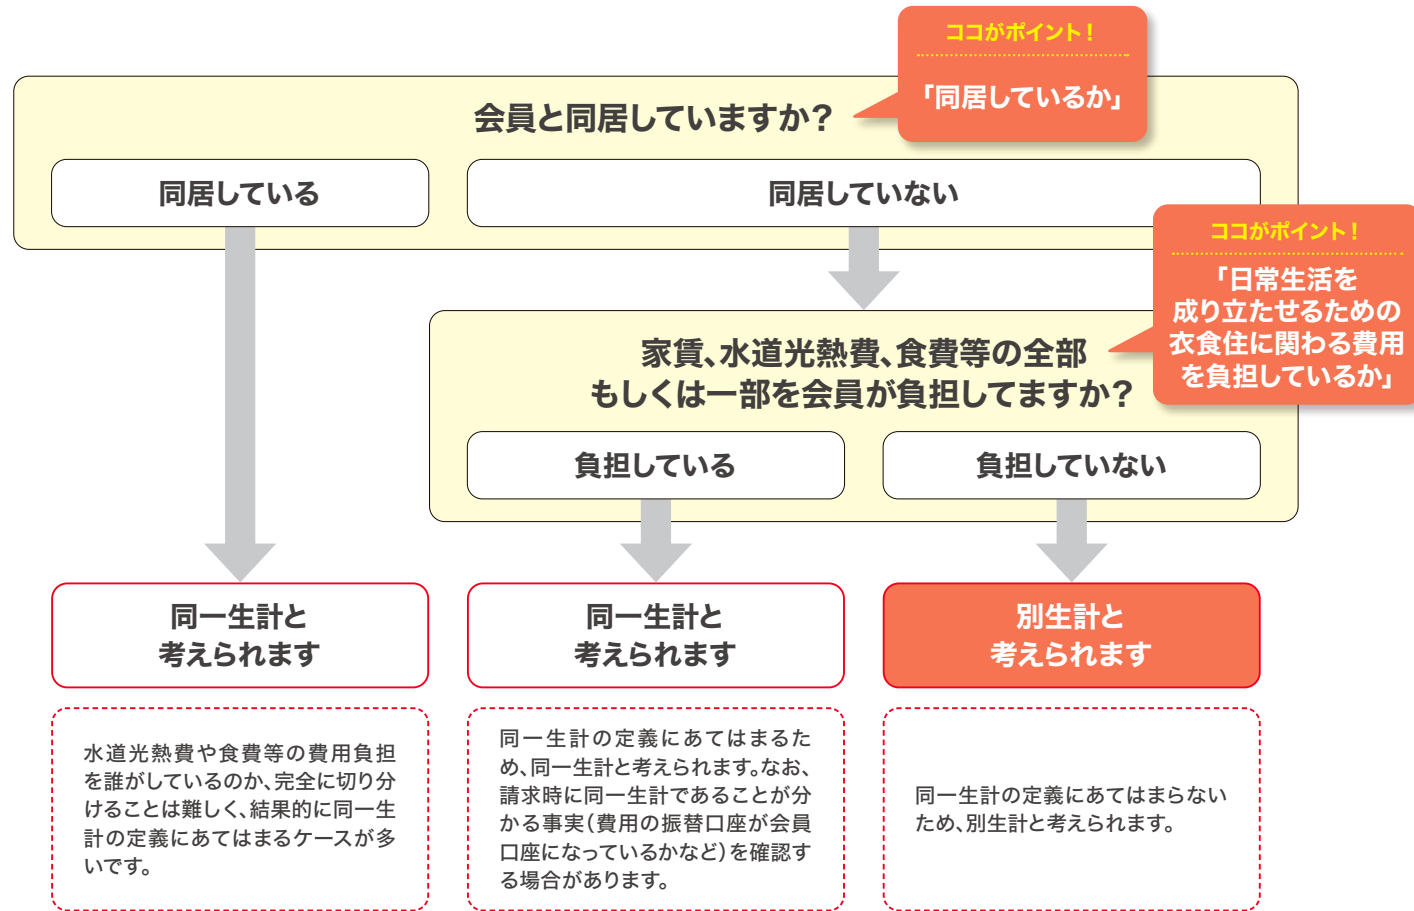 ココがポイント！
「同居しているか」
会員と同居していますか？
同居している
同居していない
ココがポイント！
「日常生活を
成り立たせるための
衣食住に関わる費用
を負担しているか」
家賃、水道光熱費、食費等の全部
もしくは一部を会員が負担してますか？
負担している
負担していない
同一生計と
考えられます
同一生計と
考えられます
別生計と
考えられます
水道光熱費や食費等の費用負担
を誰がしているのか、完全に切り分
けることは難しく、結果的に同一生
計の定義にあてはまるケースが多
いです。
同一生計の定義にあてはまるた
め、同一生計と考えられます。なお、
請求時に同一生計であることが分
かる事実（費用の振替口座が会員
口座になっているかなど）を確認す
る場合があります。
同一生計の定義にあてはまらない
ため、別生計と考えられます。